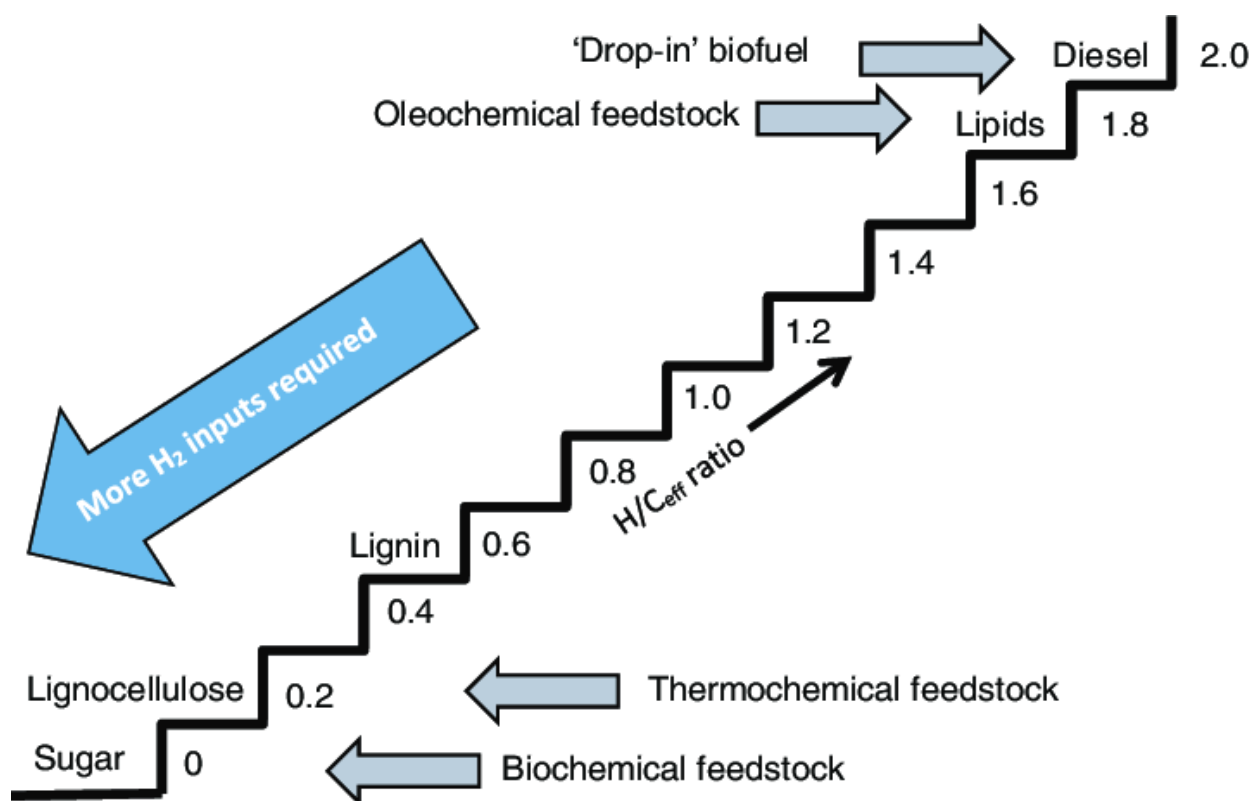 ‘Drop-in’ biofuel
Diesel
2.0
Oleochemical feedstock
Lipids
1.8
1.6
1.4
1.2
More H₂ inputs required
1.0
H/Ceff ratio
0.8
Lignin
0.6
0.4
Lignocellulose
0.2
Thermochemical feedstock
Sugar
0
Biochemical feedstock